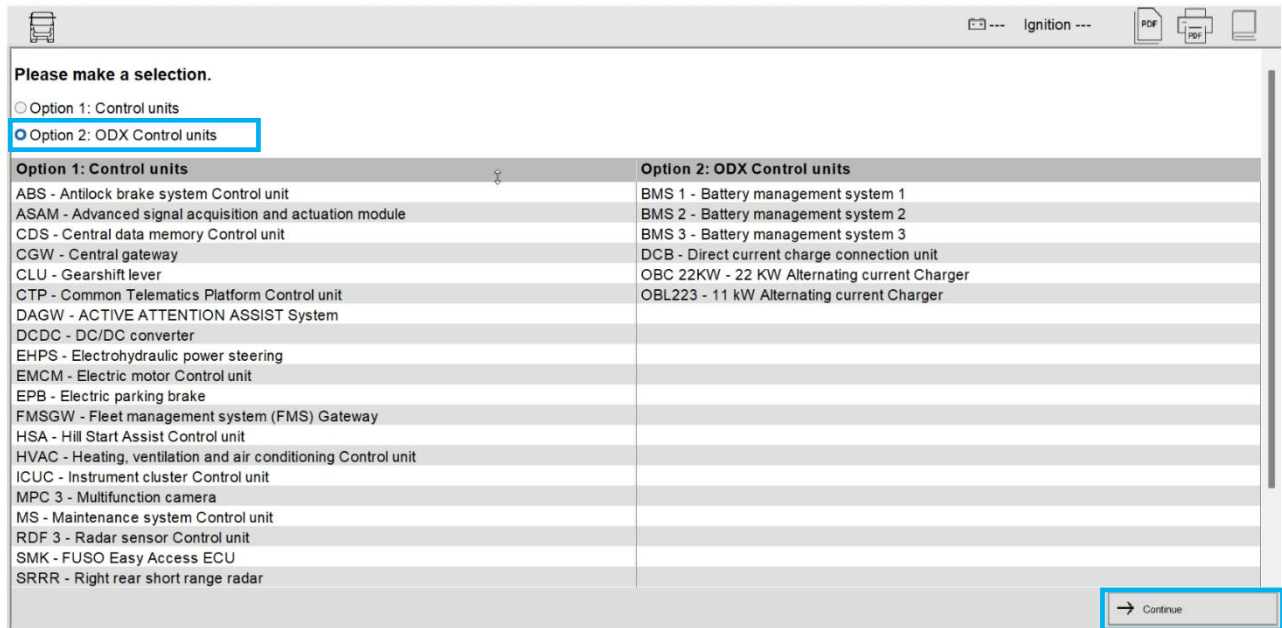 --- Ignition ---
PDF PDF
Please make a selection.
Option 1: Control units
Option 2: ODX Control units
Option 1: Control units Option 2: ODX Control units
ABS - Antilock brake system Control unit BMS 1 - Battery management system 1
ASAM - Advanced signal acquisition and actuation module BMS 2 - Battery management system 2
CDS - Central data memory Control unit BMS 3 - Battery management system 3
CGW - Central gateway DCB - Direct current charge connection unit
CLU - Gearshift lever OBC 22KW - 22 KW Alternating current Charger
CTP - Common Telematics Platform Control unit OBL223 - 11 kW Alternating current Charger
DAGW - ACTIVE ATTENTION ASSIST System
DCDC - DC/DC converter
EHPS - Electrohydraulic power steering
EMCM - Electric motor Control unit
EPB - Electric parking brake
FMSGW - Fleet management system (FMS) Gateway
HSA - Hill Start Assist Control unit
HVAC - Heating, ventilation and air conditioning Control unit
ICUC - Instrument cluster Control unit
MPC 3 - Multifunction camera
MS - Maintenance system Control unit
RDF 3 - Radar sensor Control unit
SMK - FUSO Easy Access ECU
SRRR - Right rear short range radar
Continue